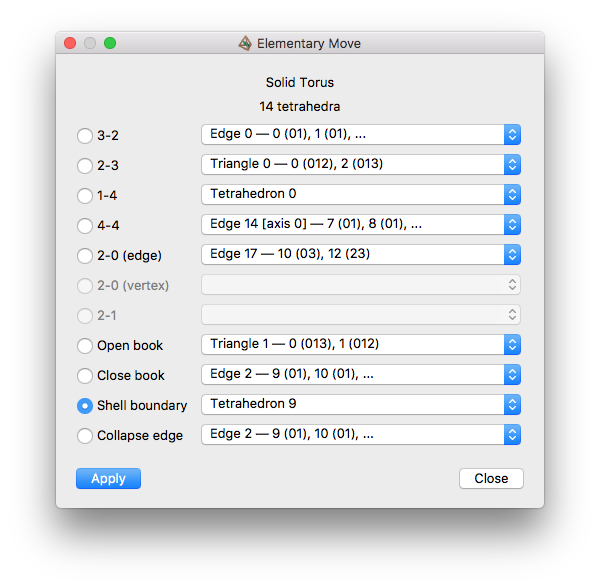 Elementary Move
Solid Torus
14 tetrahedra
3-2 Edge 0 — 0 (01), 1 (01), ...
2-3 Triangle 0 — 0 (012), 2 (013)
1-4 Tetrahedron 0
4-4 Edge 14 [axis 0] — 7 (01), 8 (01), ...
2-0 (edge) Edge 17 — 10 (03), 12 (23)
2-0 (vertex)
2-1
Open book Triangle 1 — 0 (013), 1 (012)
Close book Edge 2 — 9 (01), 10 (01), ...
Shell boundary Tetrahedron 9
Collapse edge Edge 2 — 9 (01), 10 (01), ...
Apply Close